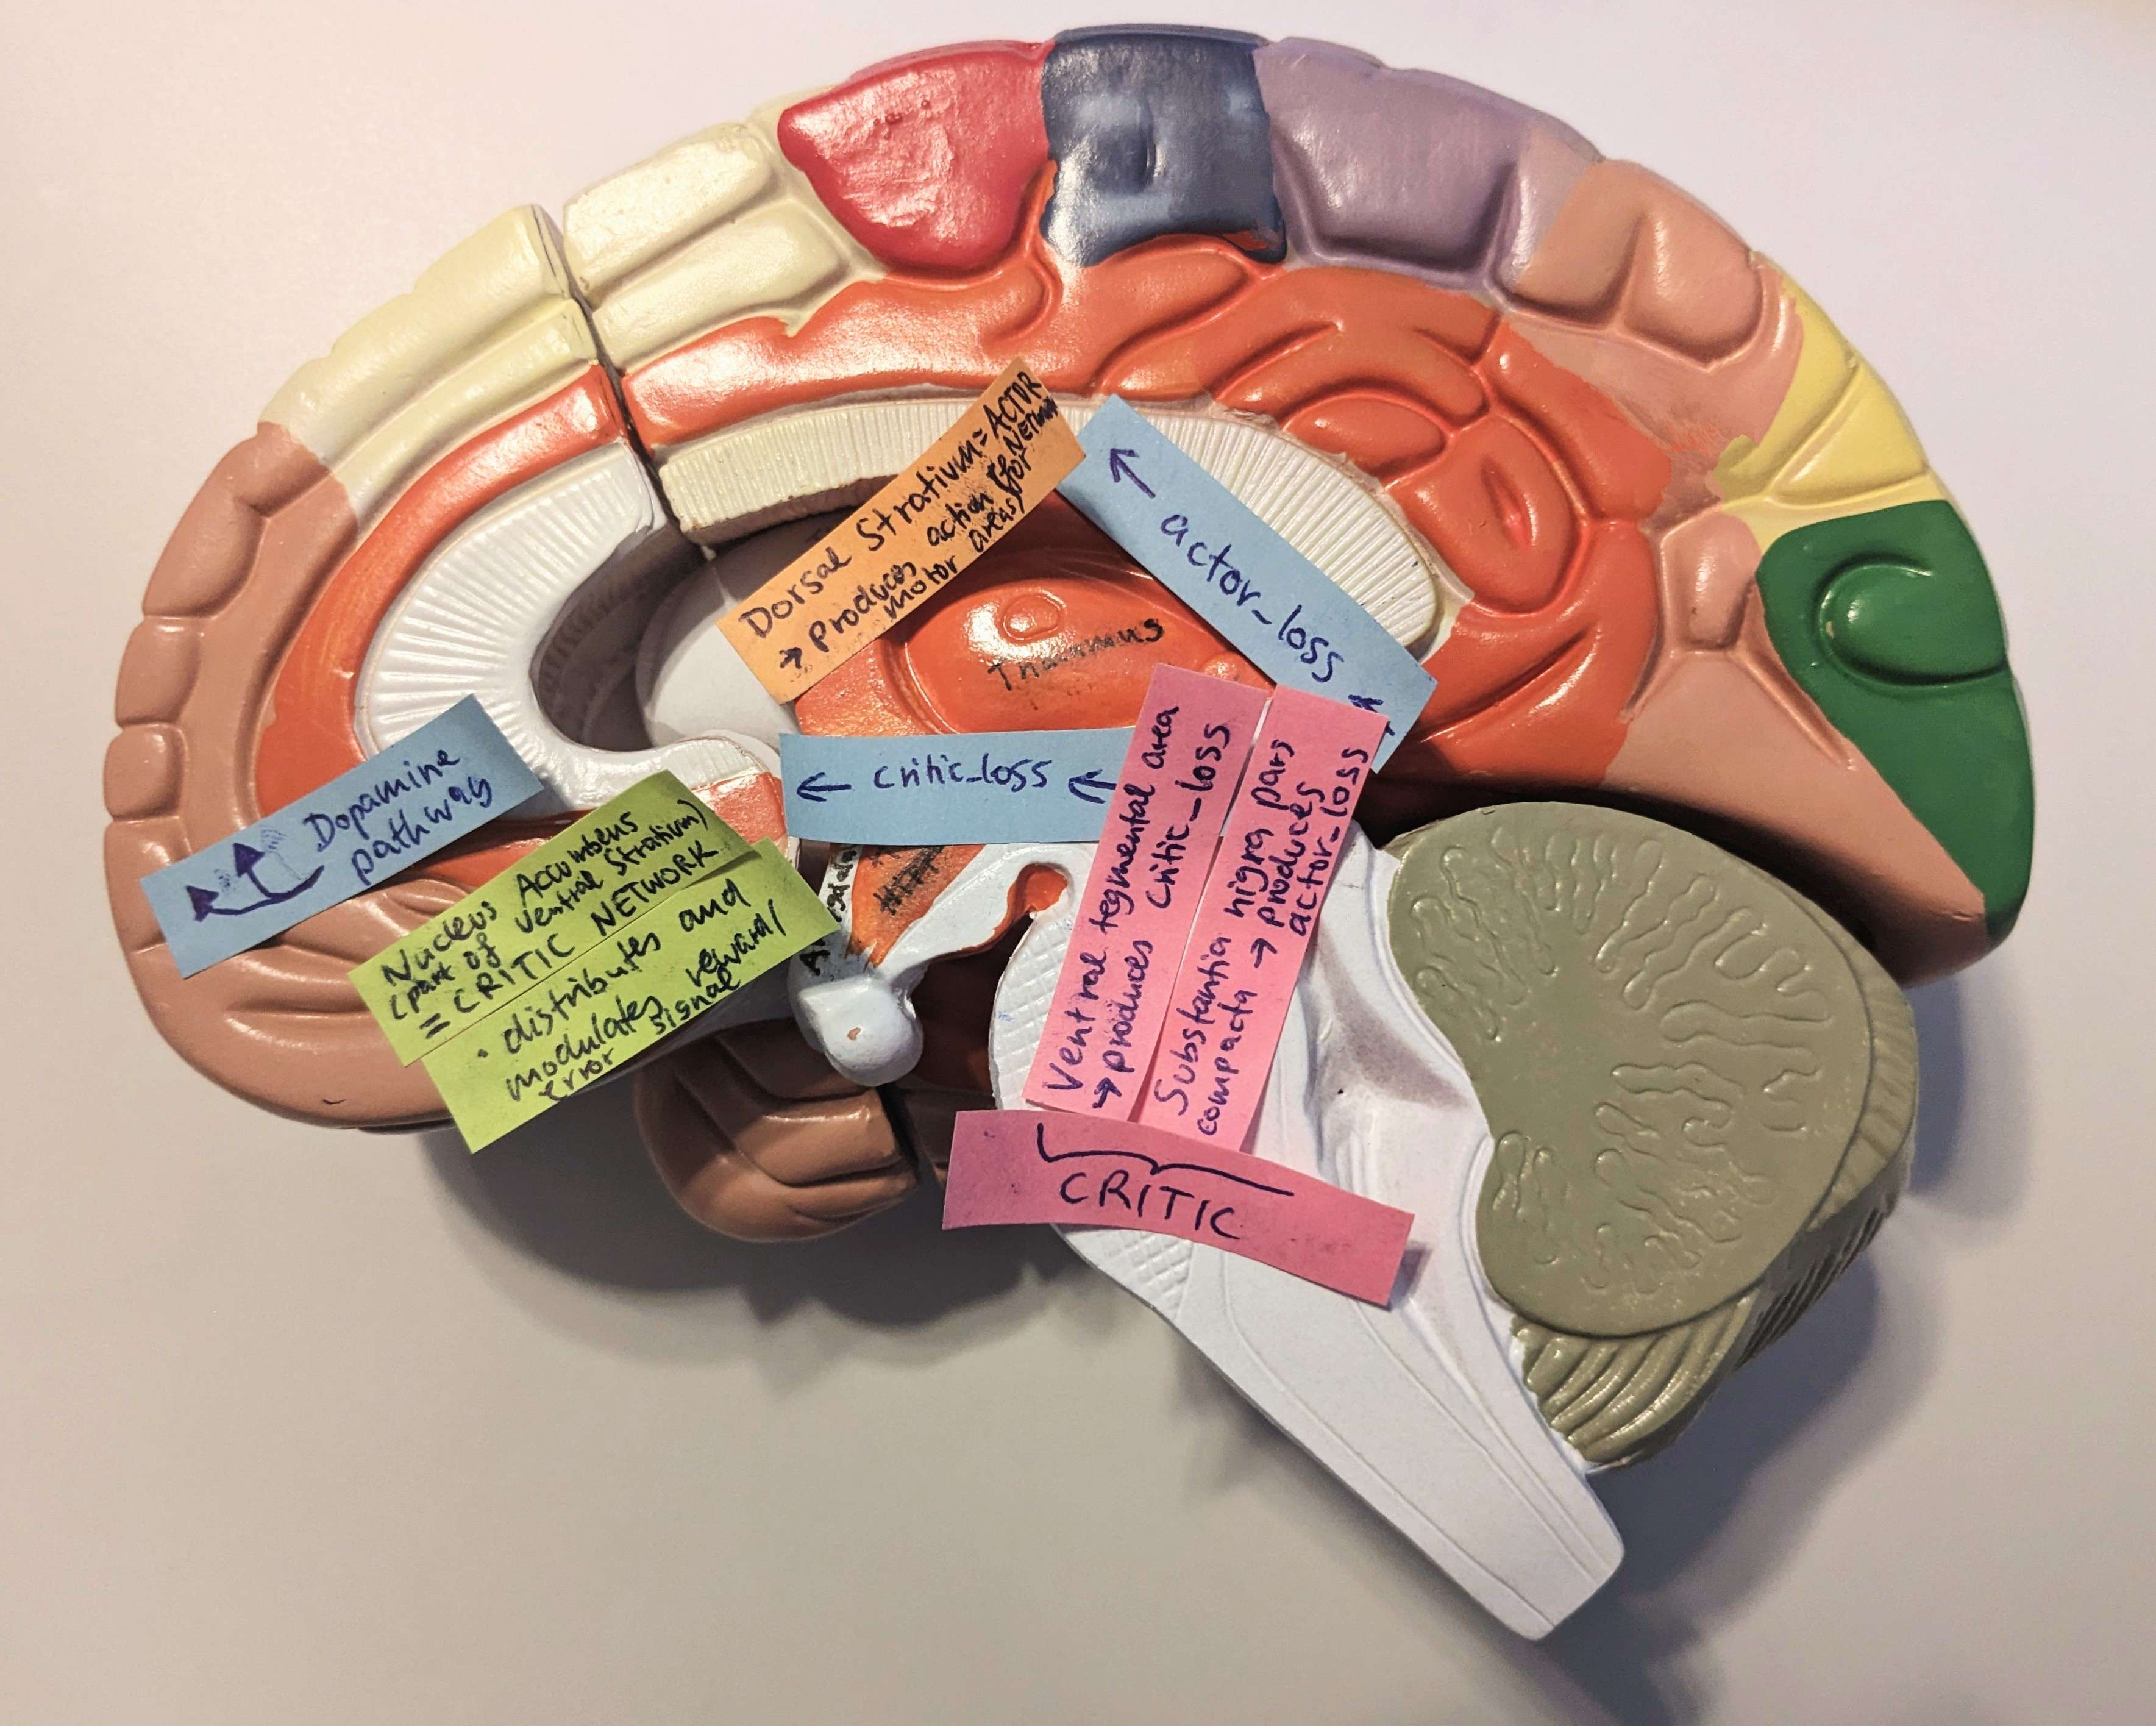 Dorsal Stratium = ACTOR
NETWORK
→ produces action for
motor areas
↑ actor_loss
Thalamus
← critic_loss ←
Dopamine
pathway
Nucleus Accumbens
(part of Ventral Stratium)
= CRITIC NETWORK
· distributes and
modulates reward/
error signal
Ventral tegmental area
→ produces critic_loss
Substantia nigra pars
compacta → produces
actor_loss
CRITIC